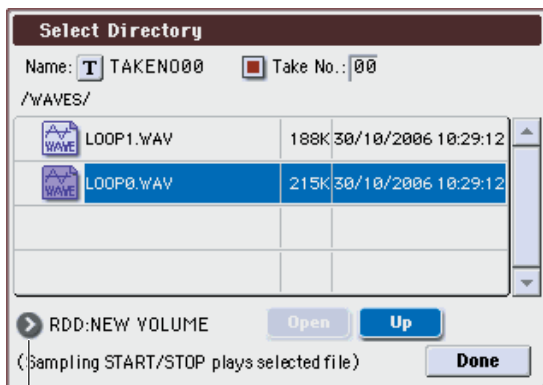 Select Directory
Name: T TAKENO00 Take No.: 00
/WAVES/
WAVE LOOP1.WAV 188K 30/10/2006 10:29:12
WAVE LOOP0.WAV 215K 30/10/2006 10:29:12
RDD:NEW VOLUME Open Up
(Sampling START/STOP plays selected file) Done